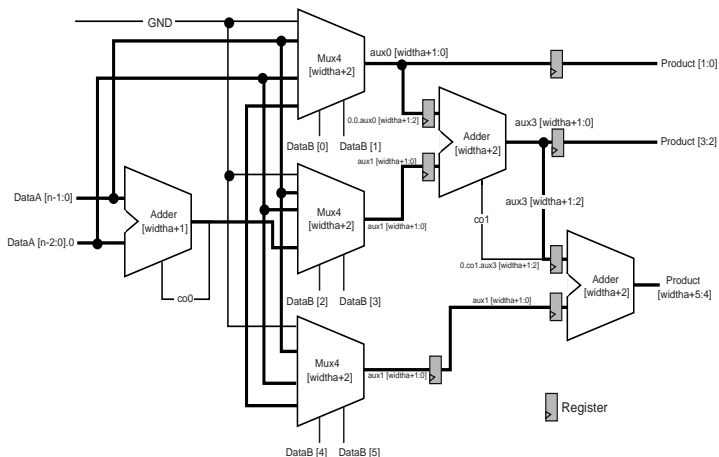 GND
Mux4
[widtha+2]
aux0 [widtha+1:0]
Product [1:0]
DataB [0]
DataB [1]
0.0.aux0 [widtha+1:2]
Adder
[widtha+2]
aux3 [widtha+1:0]
Product [3:2]
aux1 [widtha+1:0]
DataA [n-1:0]
DataA [n-2:0].0
Adder
[widtha+1]
co0
Mux4
[widtha+2]
aux1 [widtha+1:0]
DataB [2]
DataB [3]
co1
aux3 [widtha+1:2]
0.co1.aux3 [widtha+1:2]
Adder
[widtha+2]
Product
[widtha+5:4]
aux1 [widtha+1:0]
Mux4
[widtha+2]
aux1 [widtha+1:0]
DataB [4]
DataB [5]
Register